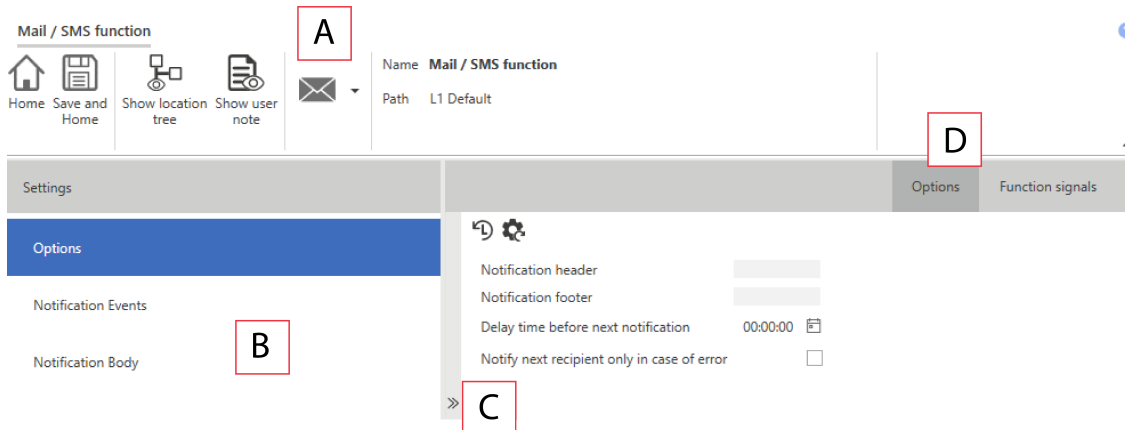 Mail / SMS function
A
Name Mail / SMS function
Home Save and Home Show location tree Show user note
Path L1 Default
D
Settings
Options Function signals
Options
Notification header
Notification Events
Notification footer
Delay time before next notification 00:00:00
B
Notification Body
Notify next recipient only in case of error
C